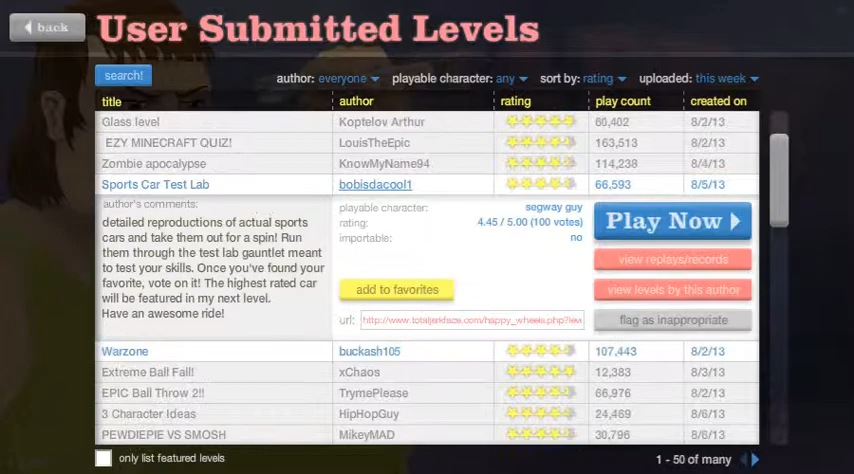 back
User Submitted Levels
search!
author: everyone playable character: any sort by: rating uploaded: this week
title author rating play count created on
Glass level Koptelov Arthur 60,402 8/2/13
EZY MINECRAFT QUIZ! LouisTheEpic 163,513 8/2/13
Zombie apocalypse KnowMyName94 114,238 8/4/13
Sports Car Test Lab bobisdacool1 66,593 8/5/13
author's comments:
detailed reproductions of actual sports
cars and take them out for a spin! Run
them through the test lab gauntlet meant
to test your skills. Once you've found your
favorite, vote on it! The highest rated car
will be featured in my next level.
Have an awesome ride!
playable character: segway guy
rating: 4.45 / 5.00 (100 votes)
importable: no
add to favorites
url: http://www.totaljerkface.com/happy_wheels.php?lev
Play Now
view replays/records
view levels by this author
flag as inappropriate
Warzone buckash105 107,443 8/2/13
Extreme Ball Fall! xChaos 12,383 8/3/13
EPIC Ball Throw 2!! TrymePlease 66,976 8/2/13
3 Character Ideas HipHopGuy 24,469 8/6/13
PEWDIEPIE VS SMOSH MikeyMAD 30,796 8/6/13
only list featured levels
1 - 50 of many